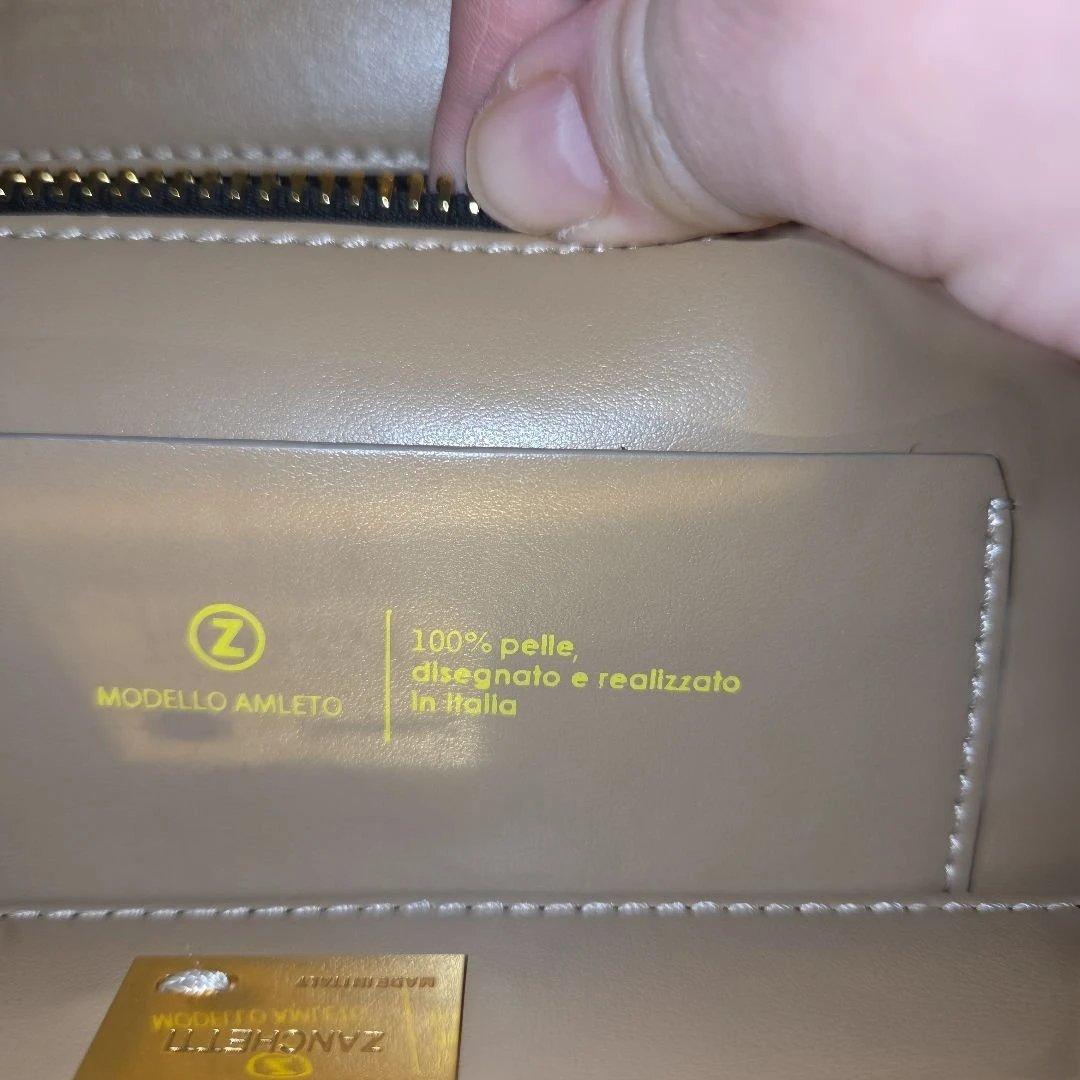 Z
MODELLO AMLETO
100% pelle,
disegnato e realizzato
in Italia
MADE IN ITALY
ZANCHETTI
MODELLO AMLETO
Z